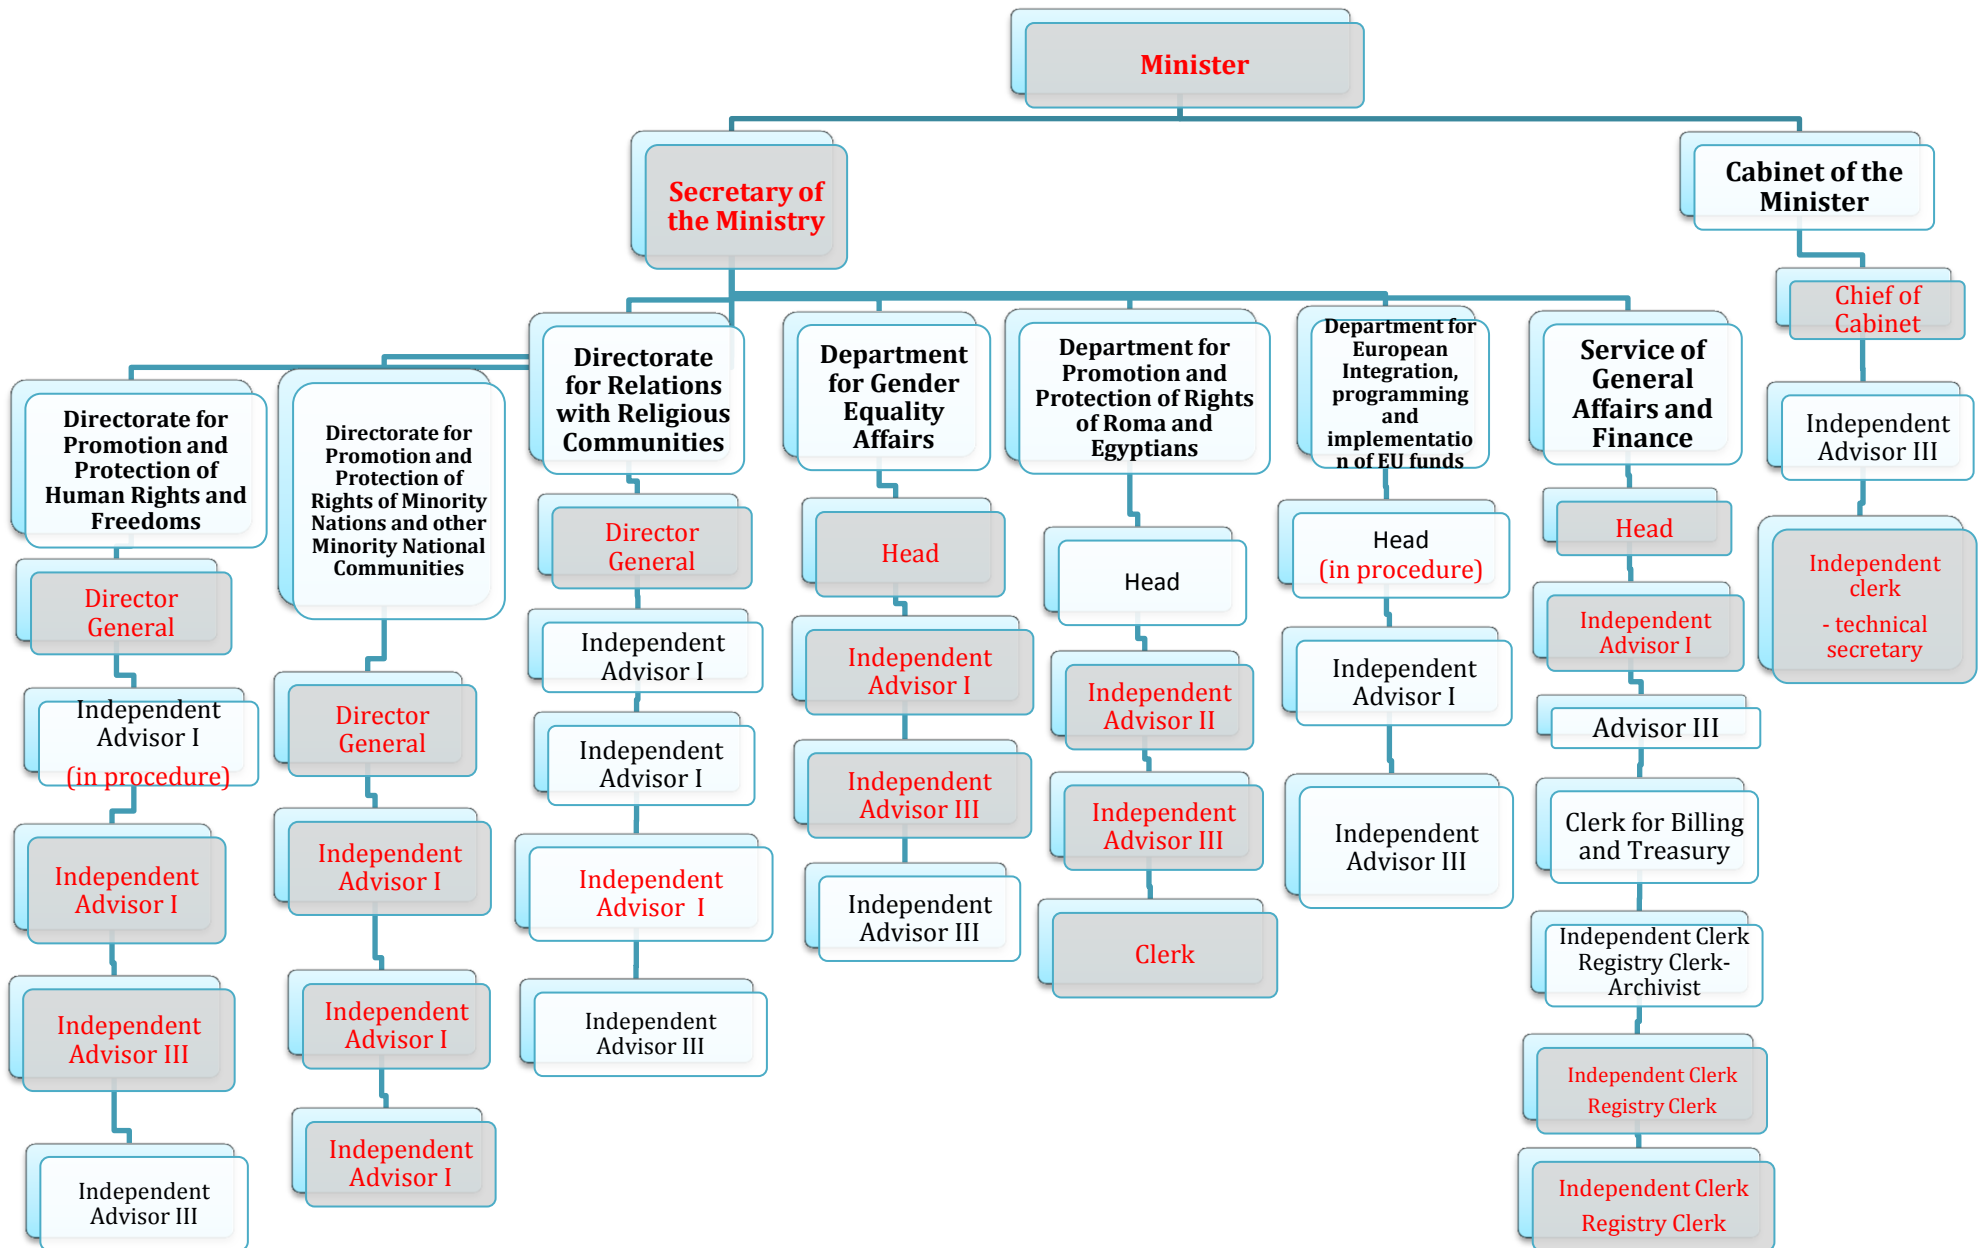 Minister
Secretary of
the Ministry
Cabinet of the
Minister
Chief of
Cabinet
Independent
Advisor III
Independent
clerk
- technical
secretary
Directorate for
Promotion and
Protection of
Human Rights and
Freedoms
Director
General
Independent
Advisor I
(in procedure)
Independent
Advisor I
Independent
Advisor III
Independent
Advisor III
Directorate for
Promotion and
Protection of
Rights of Minority
Nations and other
Minority National
Communities
Director
General
Independent
Advisor I
Independent
Advisor I
Independent
Advisor I
Directorate
for Relations
with Religious
Communities
Director
General
Independent
Advisor I
Independent
Advisor I
Independent
Advisor I
Independent
Advisor III
Department
for Gender
Equality
Affairs
Head
Independent
Advisor I
Independent
Advisor III
Independent
Advisor III
Department for
Promotion and
Protection of Rights
of Roma and
Egyptians
Head
Independent
Advisor II
Independent
Advisor III
Clerk
Department for
European
Integration,
programming
and
implementatio
n of EU funds
Head
(in procedure)
Independent
Advisor I
Independent
Advisor III
Service of
General
Affairs and
Finance
Head
Independent
Advisor I
Advisor III
Clerk for Billing
and Treasury
Independent Clerk
Registry Clerk-
Archivist
Independent Clerk
Registry Clerk
Independent Clerk
Registry Clerk